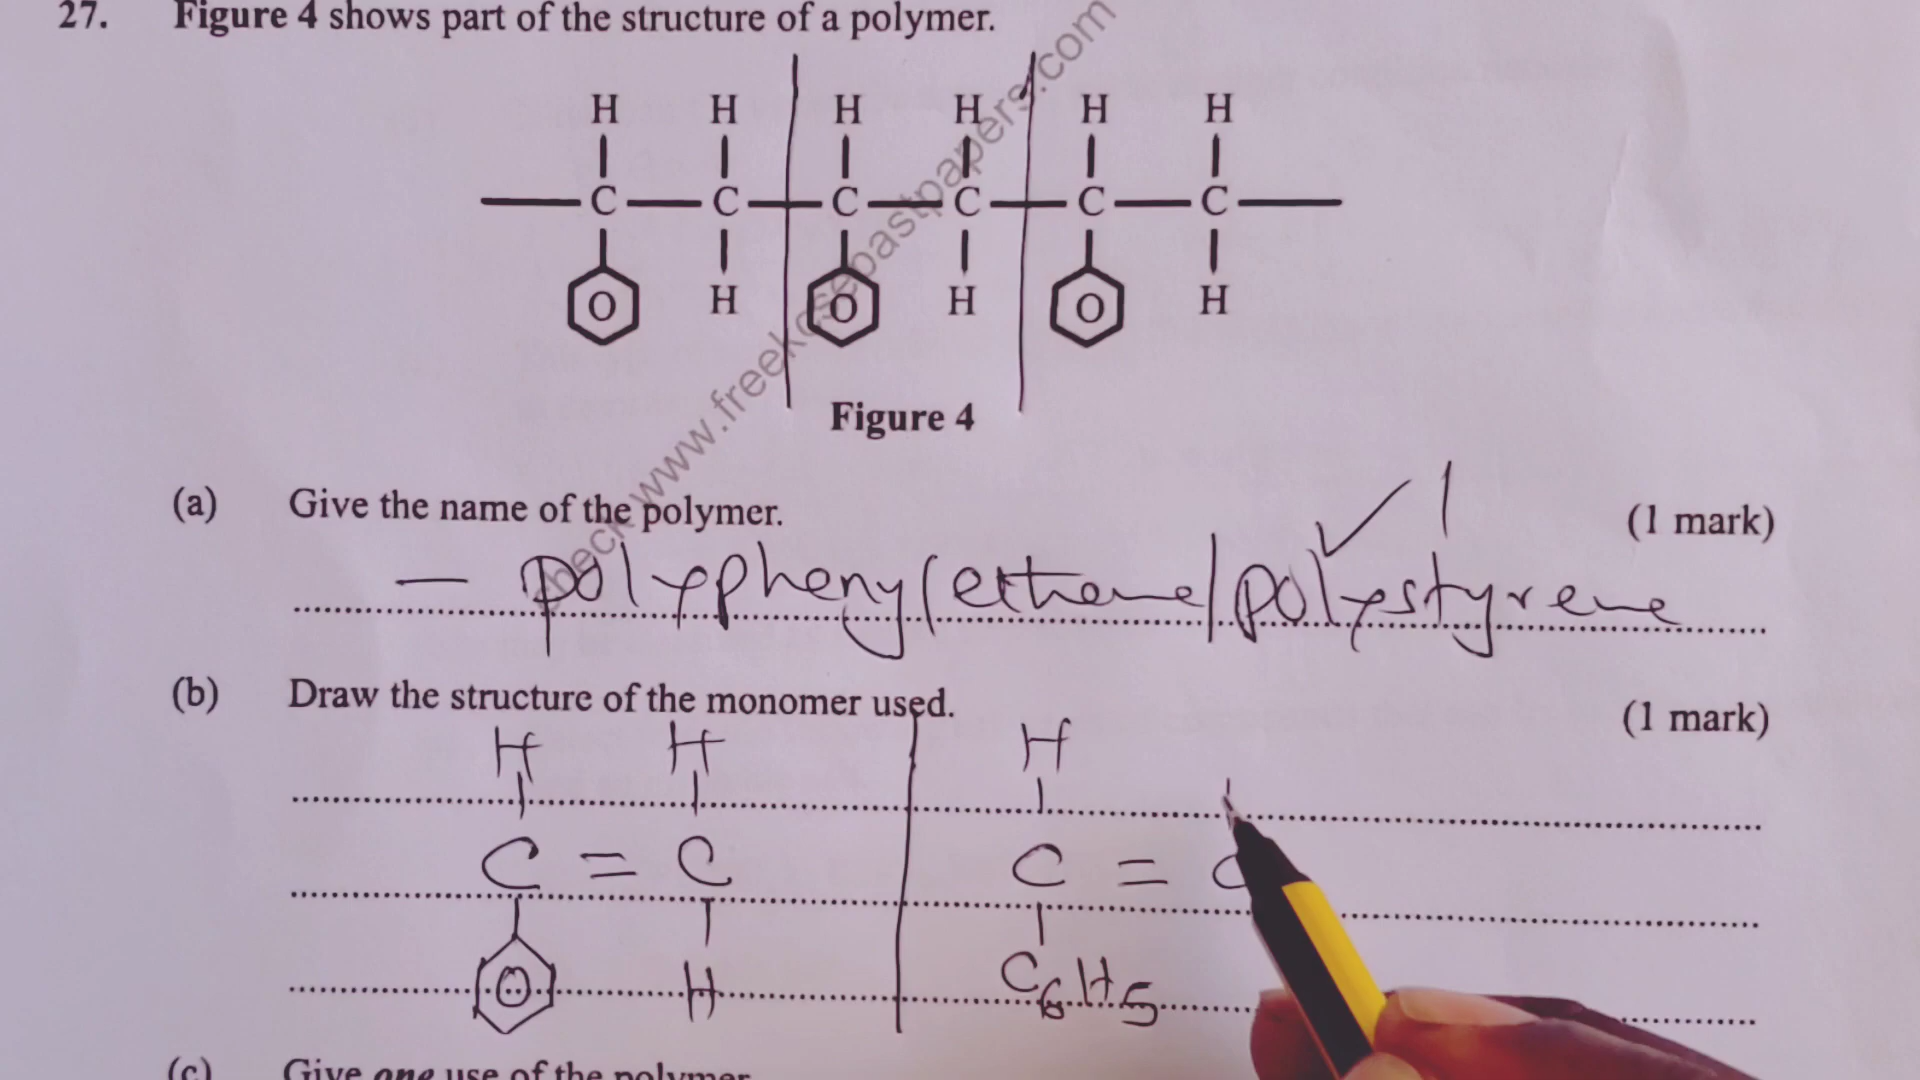 27. Figure 4 shows part of the structure of a polymer.
H H H H H H
C C C C C C
H H H
Figure 4
check www.freekcsepastpapers.com
(a) Give the name of the polymer. (1 mark)
– polyphenylethene/polystyrene ✓ 1
(b) Draw the structure of the monomer used. (1 mark)
H H H
C = C C = C
H C6H5
(c) Give one use of the polymer